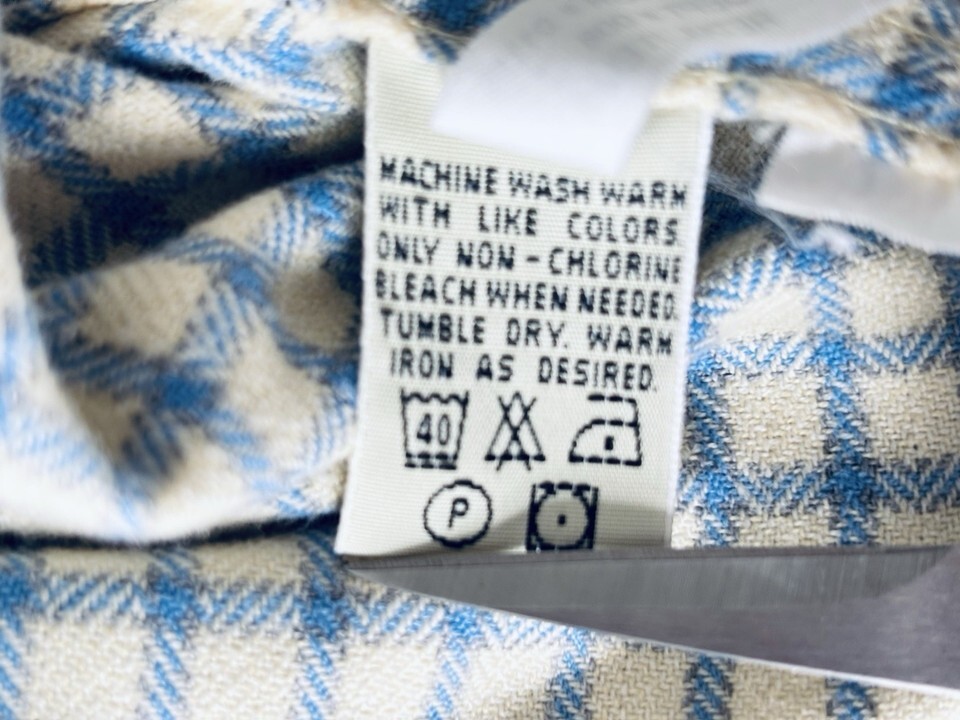 MACHINE WASH WARM
WITH LIKE COLORS.
ONLY NON-CHLORINE
BLEACH WHEN NEEDED.
TUMBLE DRY. WARM
IRON AS DESIRED.
40
P